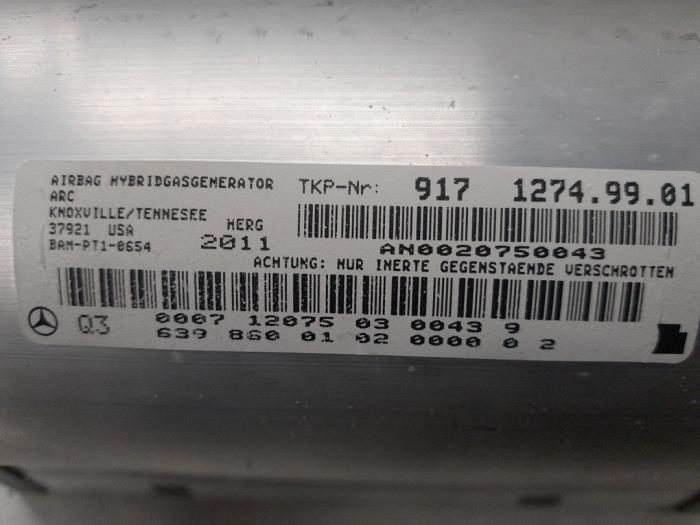 AIRBAG HYBRIDGASGENERATOR
ARC
KNOXVILLE/TENNESEE
37921 USA
BAM-PT1-0654
HERG
2011
TKP-Nr: 917 1274.99.01
AN0020750043
ACHTUNG: NUR INERTE GEGENSTAENDE VERSCHROTTEN
Q3 0007 12075 03 0043 9
639 860 01 02 0000 0 2